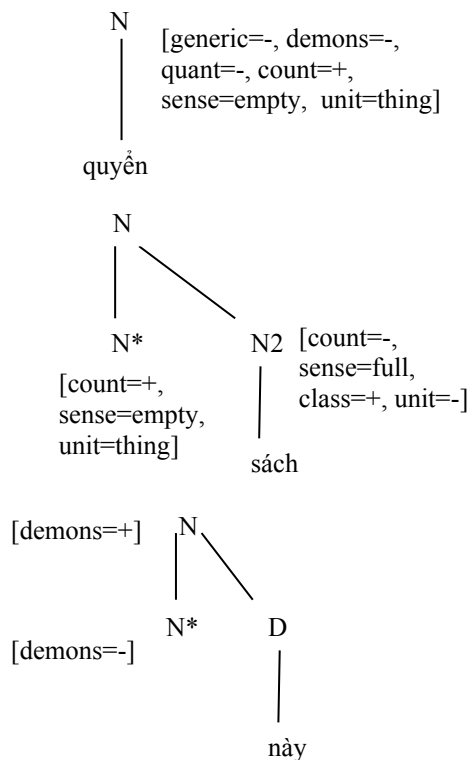 N
[generic=-, demons=-,
quant=-, count=+,
sense=empty, unit=thing]
quyển
N
N*
N2
[count=-,
sense=full,
class=+, unit=-]
[count=+,
sense=empty,
unit=thing]
sách
[demons=+]
N
N*
D
[demons=-]
này